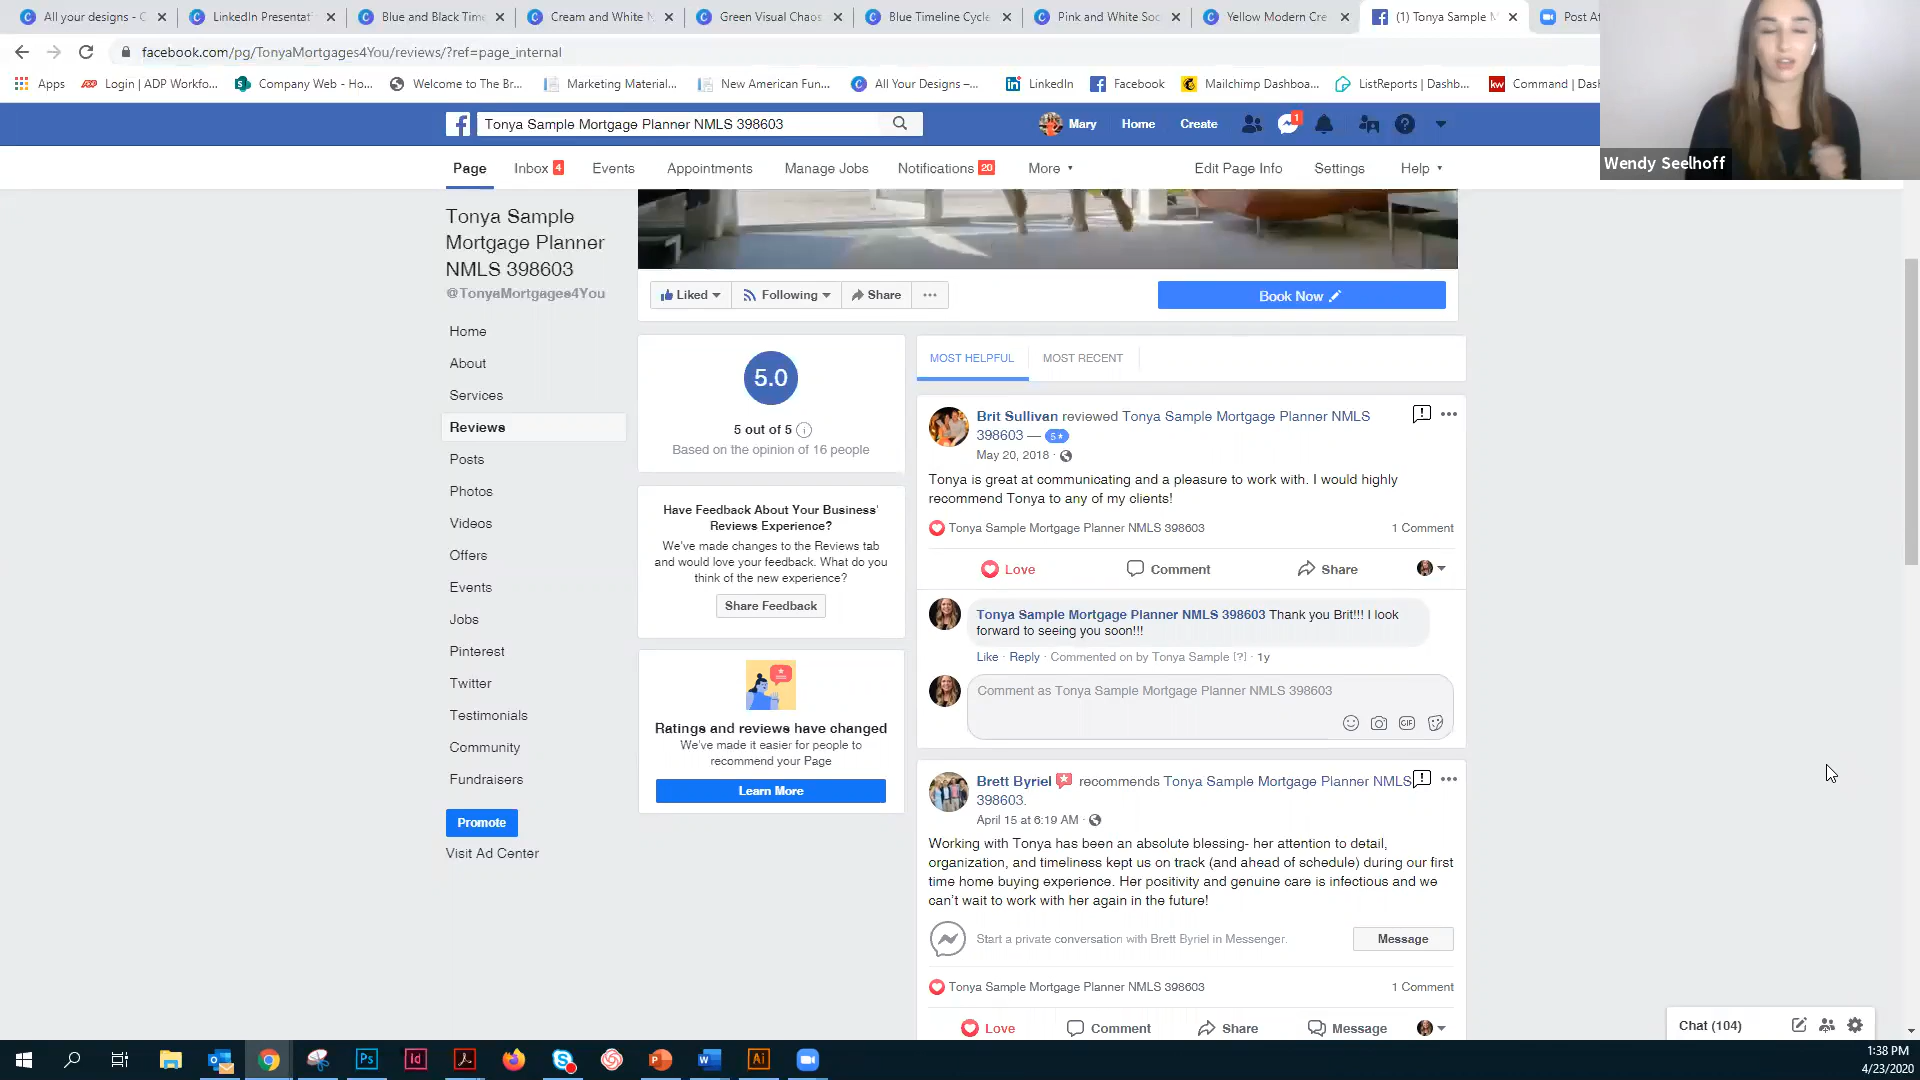 All your designs - C
LinkedIn Presentat
Blue and Black Time
Cream and White N
Green Visual Chaos
Blue Timeline Cycle
Pink and White Soc
Yellow Modern Cre
(1) Tonya Sample M
Post At
facebook.com/pg/TonyaMortgages4You/reviews/?ref=page_internal
Apps
Login | ADP Workfo...
Company Web - Ho...
Welcome to The Br...
Marketing Material...
New American Fun...
All Your Designs –...
LinkedIn
Facebook
Mailchimp Dashboa...
ListReports | Dashb...
kw
Command | Das
Tonya Sample Mortgage Planner NMLS 398603
Mary
Home
Create
1
Wendy Seelhoff
Page
Inbox 4
Events
Appointments
Manage Jobs
Notifications 20
More
Edit Page Info
Settings
Help
Tonya Sample
Mortgage Planner
NMLS 398603
@TonyaMortgages4You
Home
About
Services
Reviews
Posts
Photos
Videos
Offers
Events
Jobs
Pinterest
Twitter
Testimonials
Community
Fundraisers
Promote
Visit Ad Center
Liked
Following
Share
Book Now
5.0
5 out of 5
Based on the opinion of 16 people
Have Feedback About Your Business'
Reviews Experience?
We've made changes to the Reviews tab
and would love your feedback. What do you
think of the new experience?
Share Feedback
Ratings and reviews have changed
We've made it easier for people to
recommend your Page
Learn More
MOST HELPFUL
MOST RECENT
Brit Sullivan reviewed Tonya Sample Mortgage Planner NMLS
398603 — 5★
May 20, 2018 ·
Tonya is great at communicating and a pleasure to work with. I would highly
recommend Tonya to any of my clients!
Tonya Sample Mortgage Planner NMLS 398603
1 Comment
Love
Comment
Share
Tonya Sample Mortgage Planner NMLS 398603 Thank you Brit!!! I look
forward to seeing you soon!!!
Like · Reply · Commented on by Tonya Sample [?] · 1y
Comment as Tonya Sample Mortgage Planner NMLS 398603
GIF
Brett Byriel recommends Tonya Sample Mortgage Planner NMLS
398603.
April 15 at 6:19 AM ·
Working with Tonya has been an absolute blessing- her attention to detail,
organization, and timeliness kept us on track (and ahead of schedule) during our first
time home buying experience. Her positivity and genuine care is infectious and we
can't wait to work with her again in the future!
Start a private conversation with Brett Byriel in Messenger.
Message
Tonya Sample Mortgage Planner NMLS 398603
1 Comment
Love
Comment
Share
Message
Chat (104)
1:38 PM
4/23/2020